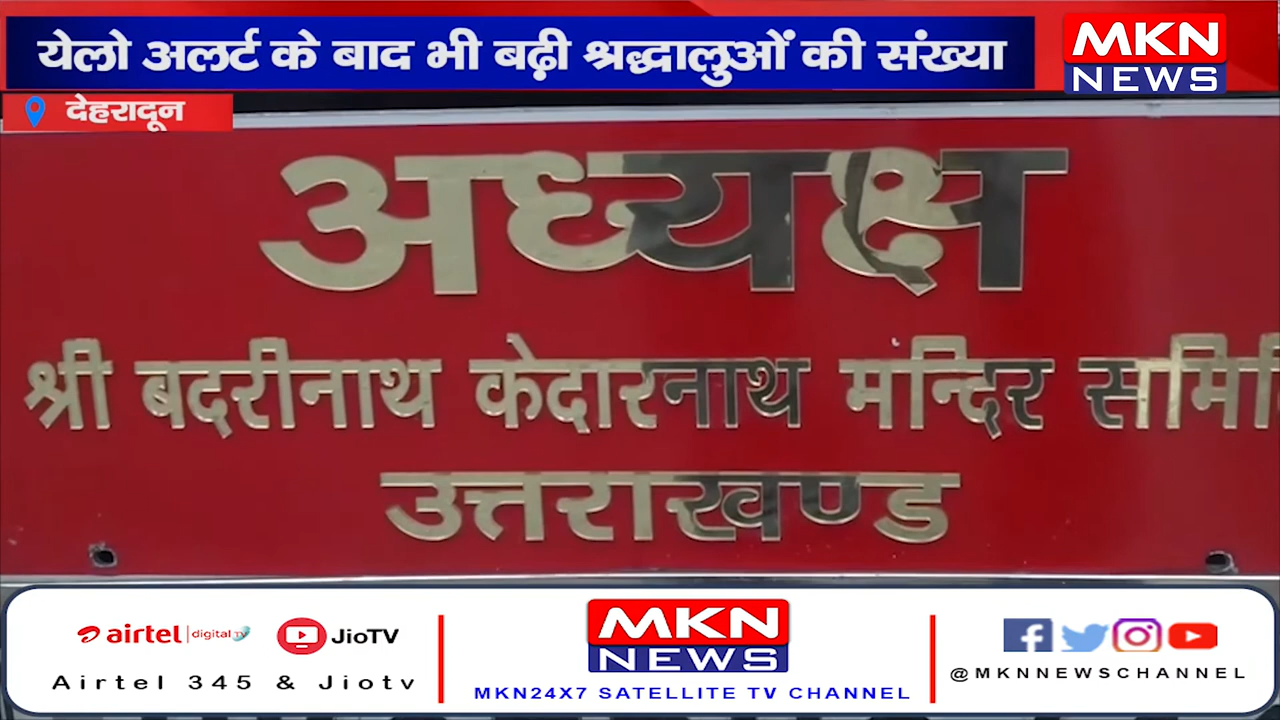 येलो अलर्ट के बाद भी बढ़ी श्रद्धालुओं की संख्या
MKN
NEWS
देहरादून
अध्यक्ष
श्री बदरीनाथ केदारनाथ मन्दिर समिति
उत्तराखण्ड
airtel digital TV
JioTV
Airtel 345 & Jiotv
MKN
NEWS
MKN24X7 SATELLITE TV CHANNEL
@MKNNEWSCHANNEL